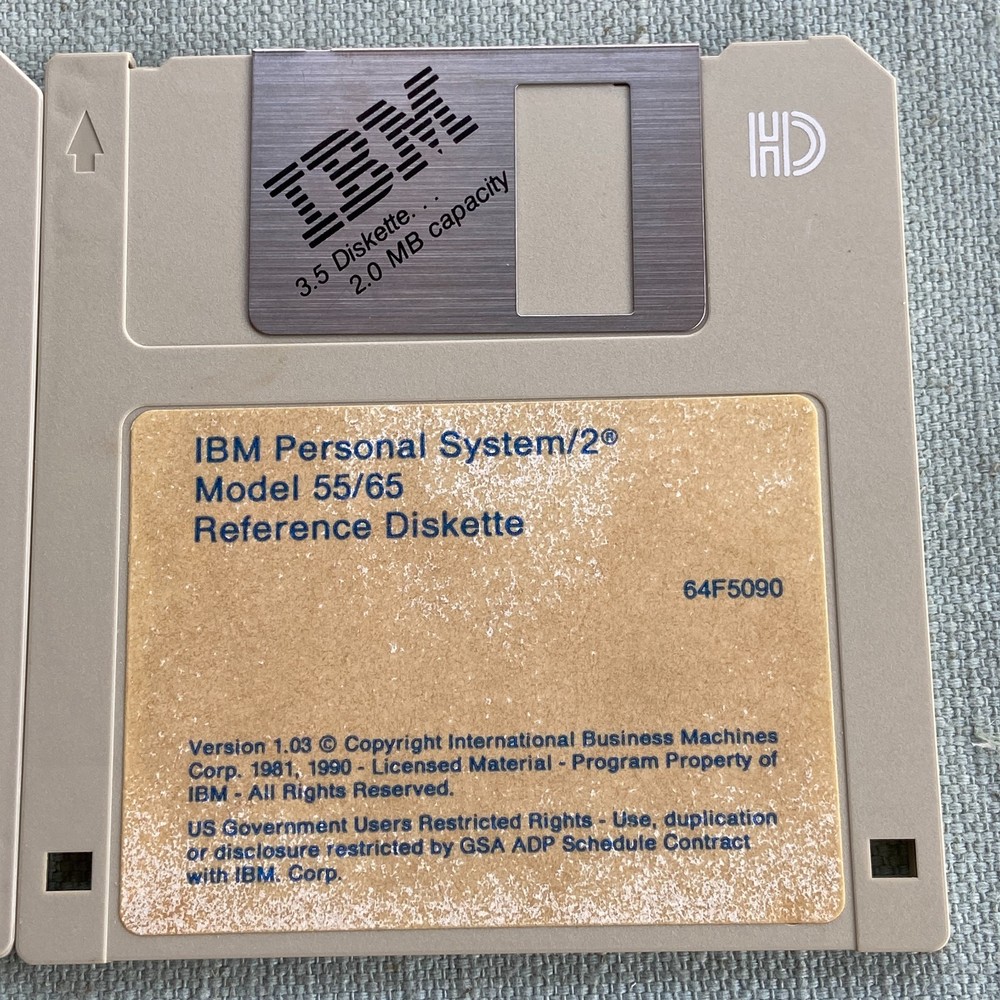 IBM
3.5 Diskette. . .
2.0 MB capacity
HD
IBM Personal System/2®
Model 55/65
Reference Diskette
64F5090
Version 1.03 © Copyright International Business Machines
Corp. 1981, 1990 - Licensed Material - Program Property of
IBM - All Rights Reserved.
US Government Users Restricted Rights - Use, duplication
or disclosure restricted by GSA ADP Schedule Contract
with IBM. Corp.